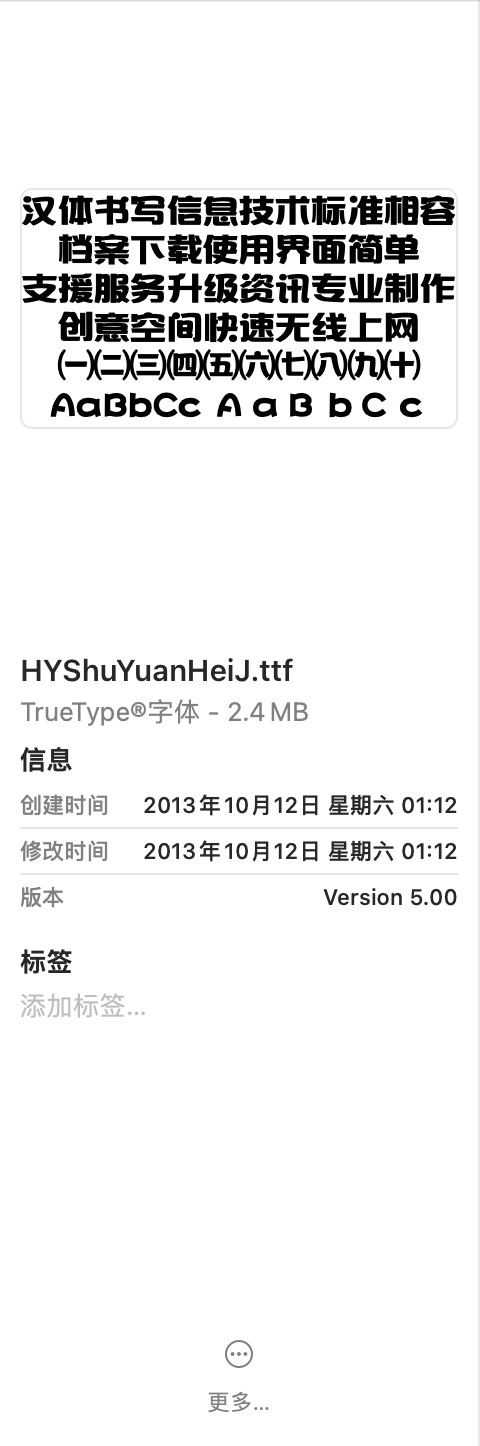 汉体书写信息技术标准相容
档案下载使用界面简单
支援服务升级资讯专业制作
创意空间快速无线上网
㈠㈡㈢㈣㈤㈥㈦㈧㈨㈩
AaBbCc ＡａＢｂＣｃ
HYShuYuanHeiJ.ttf
TrueType®字体 - 2.4 MB
信息
创建时间 2013年10月12日 星期六 01:12
修改时间 2013年10月12日 星期六 01:12
版本 Version 5.00
标签
添加标签...
更多...